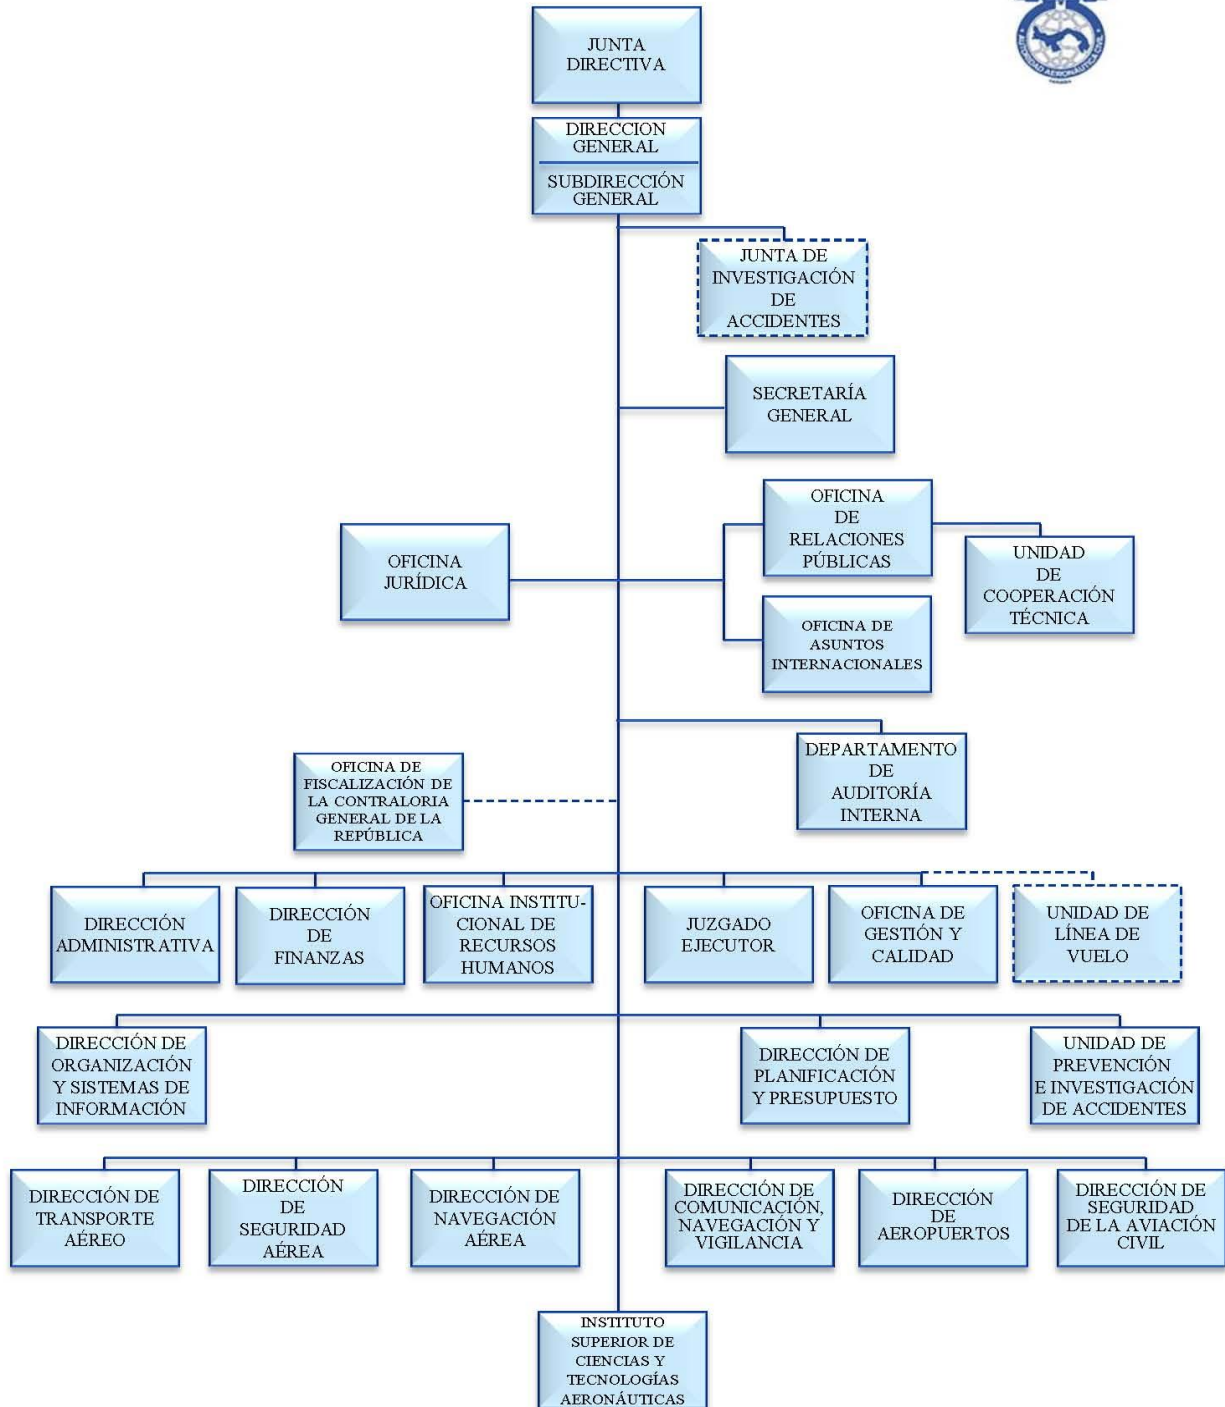 AUTORIDAD AERONÁUTICA CIVIL
PANAMÁ
JUNTA
DIRECTIVA
DIRECCION
GENERAL
SUBDIRECCIÓN
GENERAL
JUNTA DE
INVESTIGACIÓN
DE
ACCIDENTES
SECRETARÍA
GENERAL
OFICINA
JURÍDICA
OFICINA
DE
RELACIONES
PÚBLICAS
UNIDAD
DE
COOPERACIÓN
TÉCNICA
OFICINA DE
ASUNTOS
INTERNACIONALES
DEPARTAMENTO
DE
AUDITORÍA
INTERNA
OFICINA DE
FISCALIZACIÓN DE
LA CONTRALORIA
GENERAL DE LA
REPÚBLICA
DIRECCIÓN
ADMINISTRATIVA
DIRECCIÓN
DE
FINANZAS
OFICINA INSTITU-
CIONAL DE
RECURSOS
HUMANOS
JUZGADO
EJECUTOR
OFICINA DE
GESTIÓN Y
CALIDAD
UNIDAD DE
LÍNEA DE
VUELO
DIRECCIÓN DE
ORGANIZACIÓN
Y SISTEMAS DE
INFORMACIÓN
DIRECCIÓN DE
PLANIFICACIÓN
Y PRESUPUESTO
UNIDAD DE
PREVENCIÓN
E INVESTIGACIÓN
DE ACCIDENTES
DIRECCIÓN DE
TRANSPORTE
AÉREO
DIRECCIÓN
DE
SEGURIDAD
AÉREA
DIRECCIÓN DE
NAVEGACIÓN
AÉREA
DIRECCIÓN DE
COMUNICACIÓN,
NAVEGACIÓN Y
VIGILANCIA
DIRECCIÓN
DE
AEROPUERTOS
DIRECCIÓN DE
SEGURIDAD
DE LA AVIACIÓN
CIVIL
INSTITUTO
SUPERIOR DE
CIENCIAS Y
TECNOLOGÍAS
AERONÁUTICAS